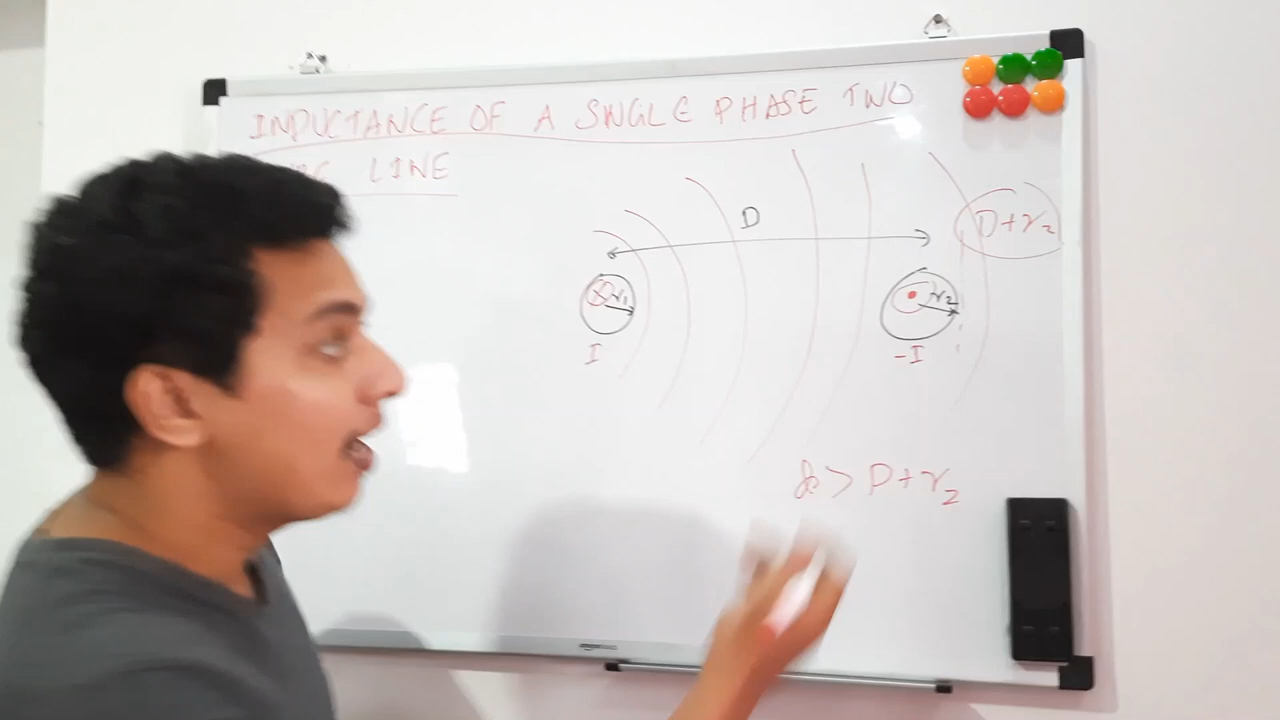 INDUCTANCE OF A SINGLE PHASE TWO
LINE
D
D+r₂
r₁
r₂
I
-I
> D+r₂